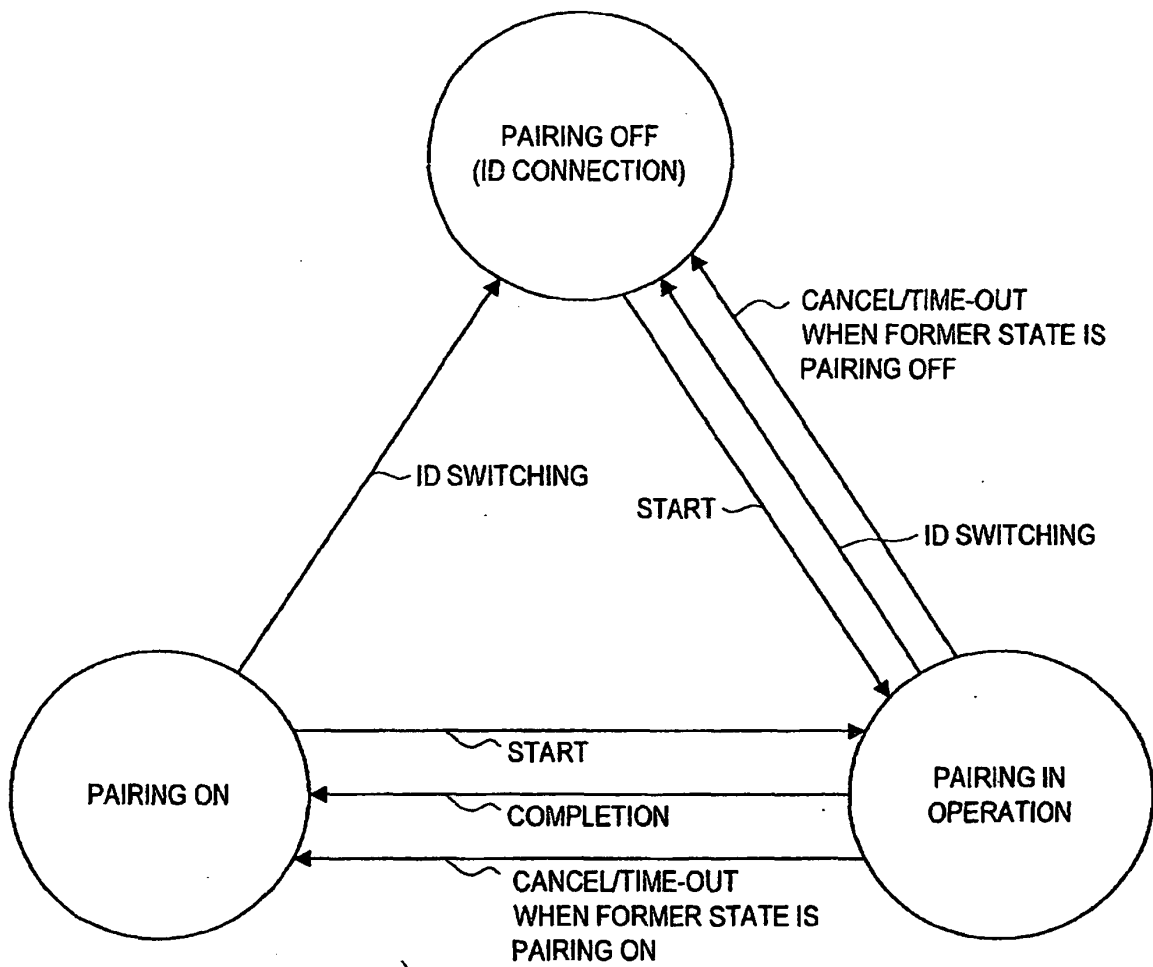 PAIRING OFF
(ID CONNECTION)
CANCEL/TIME-OUT
WHEN FORMER STATE IS
PAIRING OFF
ID SWITCHING
START
ID SWITCHING
START
PAIRING ON
COMPLETION
PAIRING IN
OPERATION
CANCEL/TIME-OUT
WHEN FORMER STATE IS
PAIRING ON